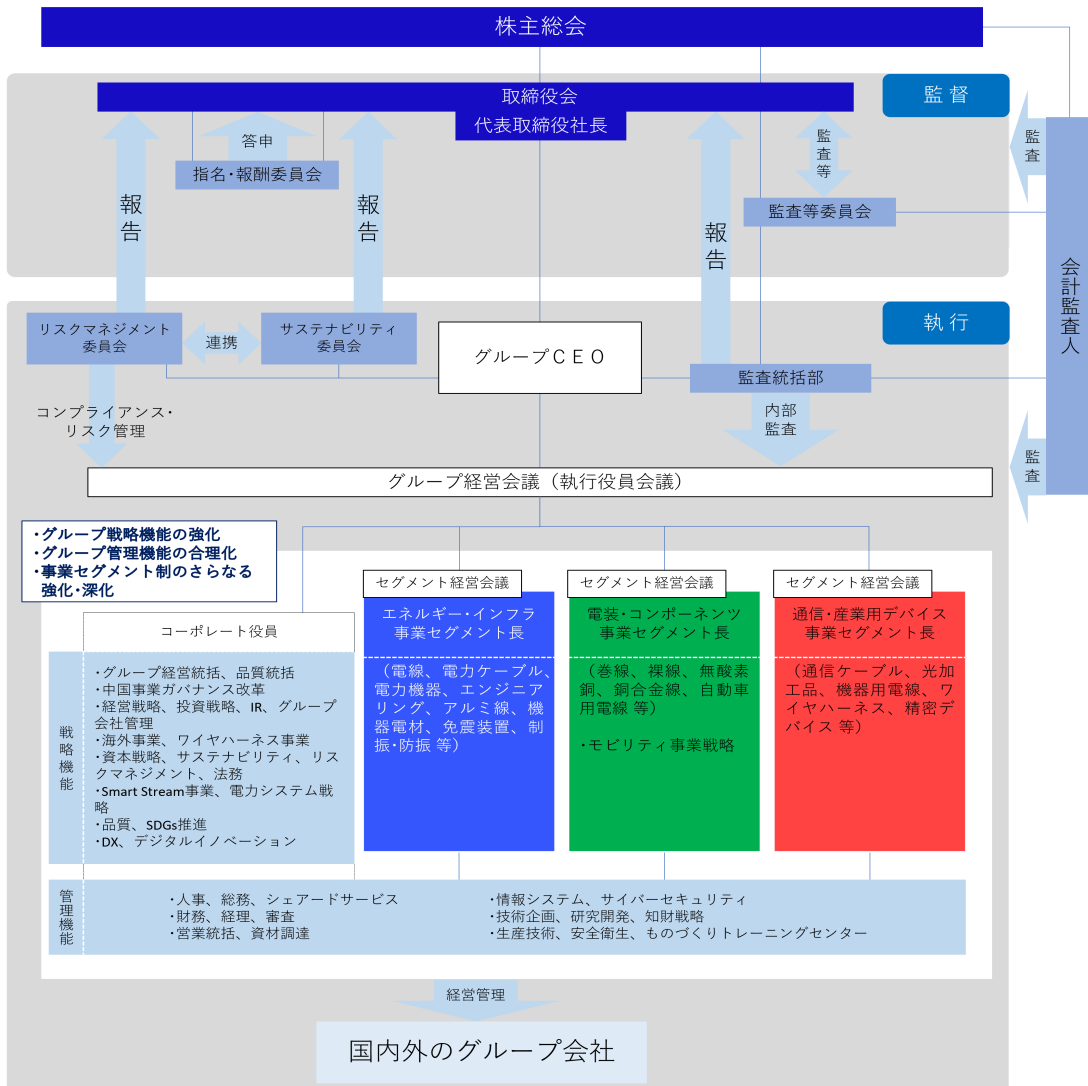 株主総会
取締役会
代表取締役社長
監 督
答申
指名・報酬委員会
報告
報告
報告
監査等
監査等委員会
監査
会計監査人
執 行
リスクマネジメント
委員会
連携
サステナビリティ
委員会
グループＣＥＯ
監査統括部
コンプライアンス・
リスク管理
内部
監査
監査
グループ経営会議（執行役員会議）
・グループ戦略機能の強化
・グループ管理機能の合理化
・事業セグメント制のさらなる
強化・深化
コーポレート役員
戦略機能
・グループ経営統括、品質統括
・中国事業ガバナンス改革
・経営戦略、投資戦略、IR、グループ
会社管理
・海外事業、ワイヤハーネス事業
・資本戦略、サステナビリティ、リス
クマネジメント、法務
・Smart Stream事業、電力システム戦
略
・品質、SDGs推進
・DX、デジタルイノベーション
セグメント経営会議
エネルギー・インフラ
事業セグメント長
（電線、電力ケーブル、
電力機器、エンジニア
リング、アルミ線、機
器電材、免震装置、制
振・防振 等）
セグメント経営会議
電装・コンポーネンツ
事業セグメント長
（巻線、裸線、無酸素
銅、銅合金線、自動車
用電線 等）
・モビリティ事業戦略
セグメント経営会議
通信・産業用デバイス
事業セグメント長
（通信ケーブル、光加
工品、機器用電線、ワ
イヤハーネス、精密デ
バイス 等）
管理機能
・人事、総務、シェアードサービス
・財務、経理、審査
・営業統括、資材調達
・情報システム、サイバーセキュリティ
・技術企画、研究開発、知財戦略
・生産技術、安全衛生、ものづくりトレーニングセンター
経営管理
国内外のグループ会社